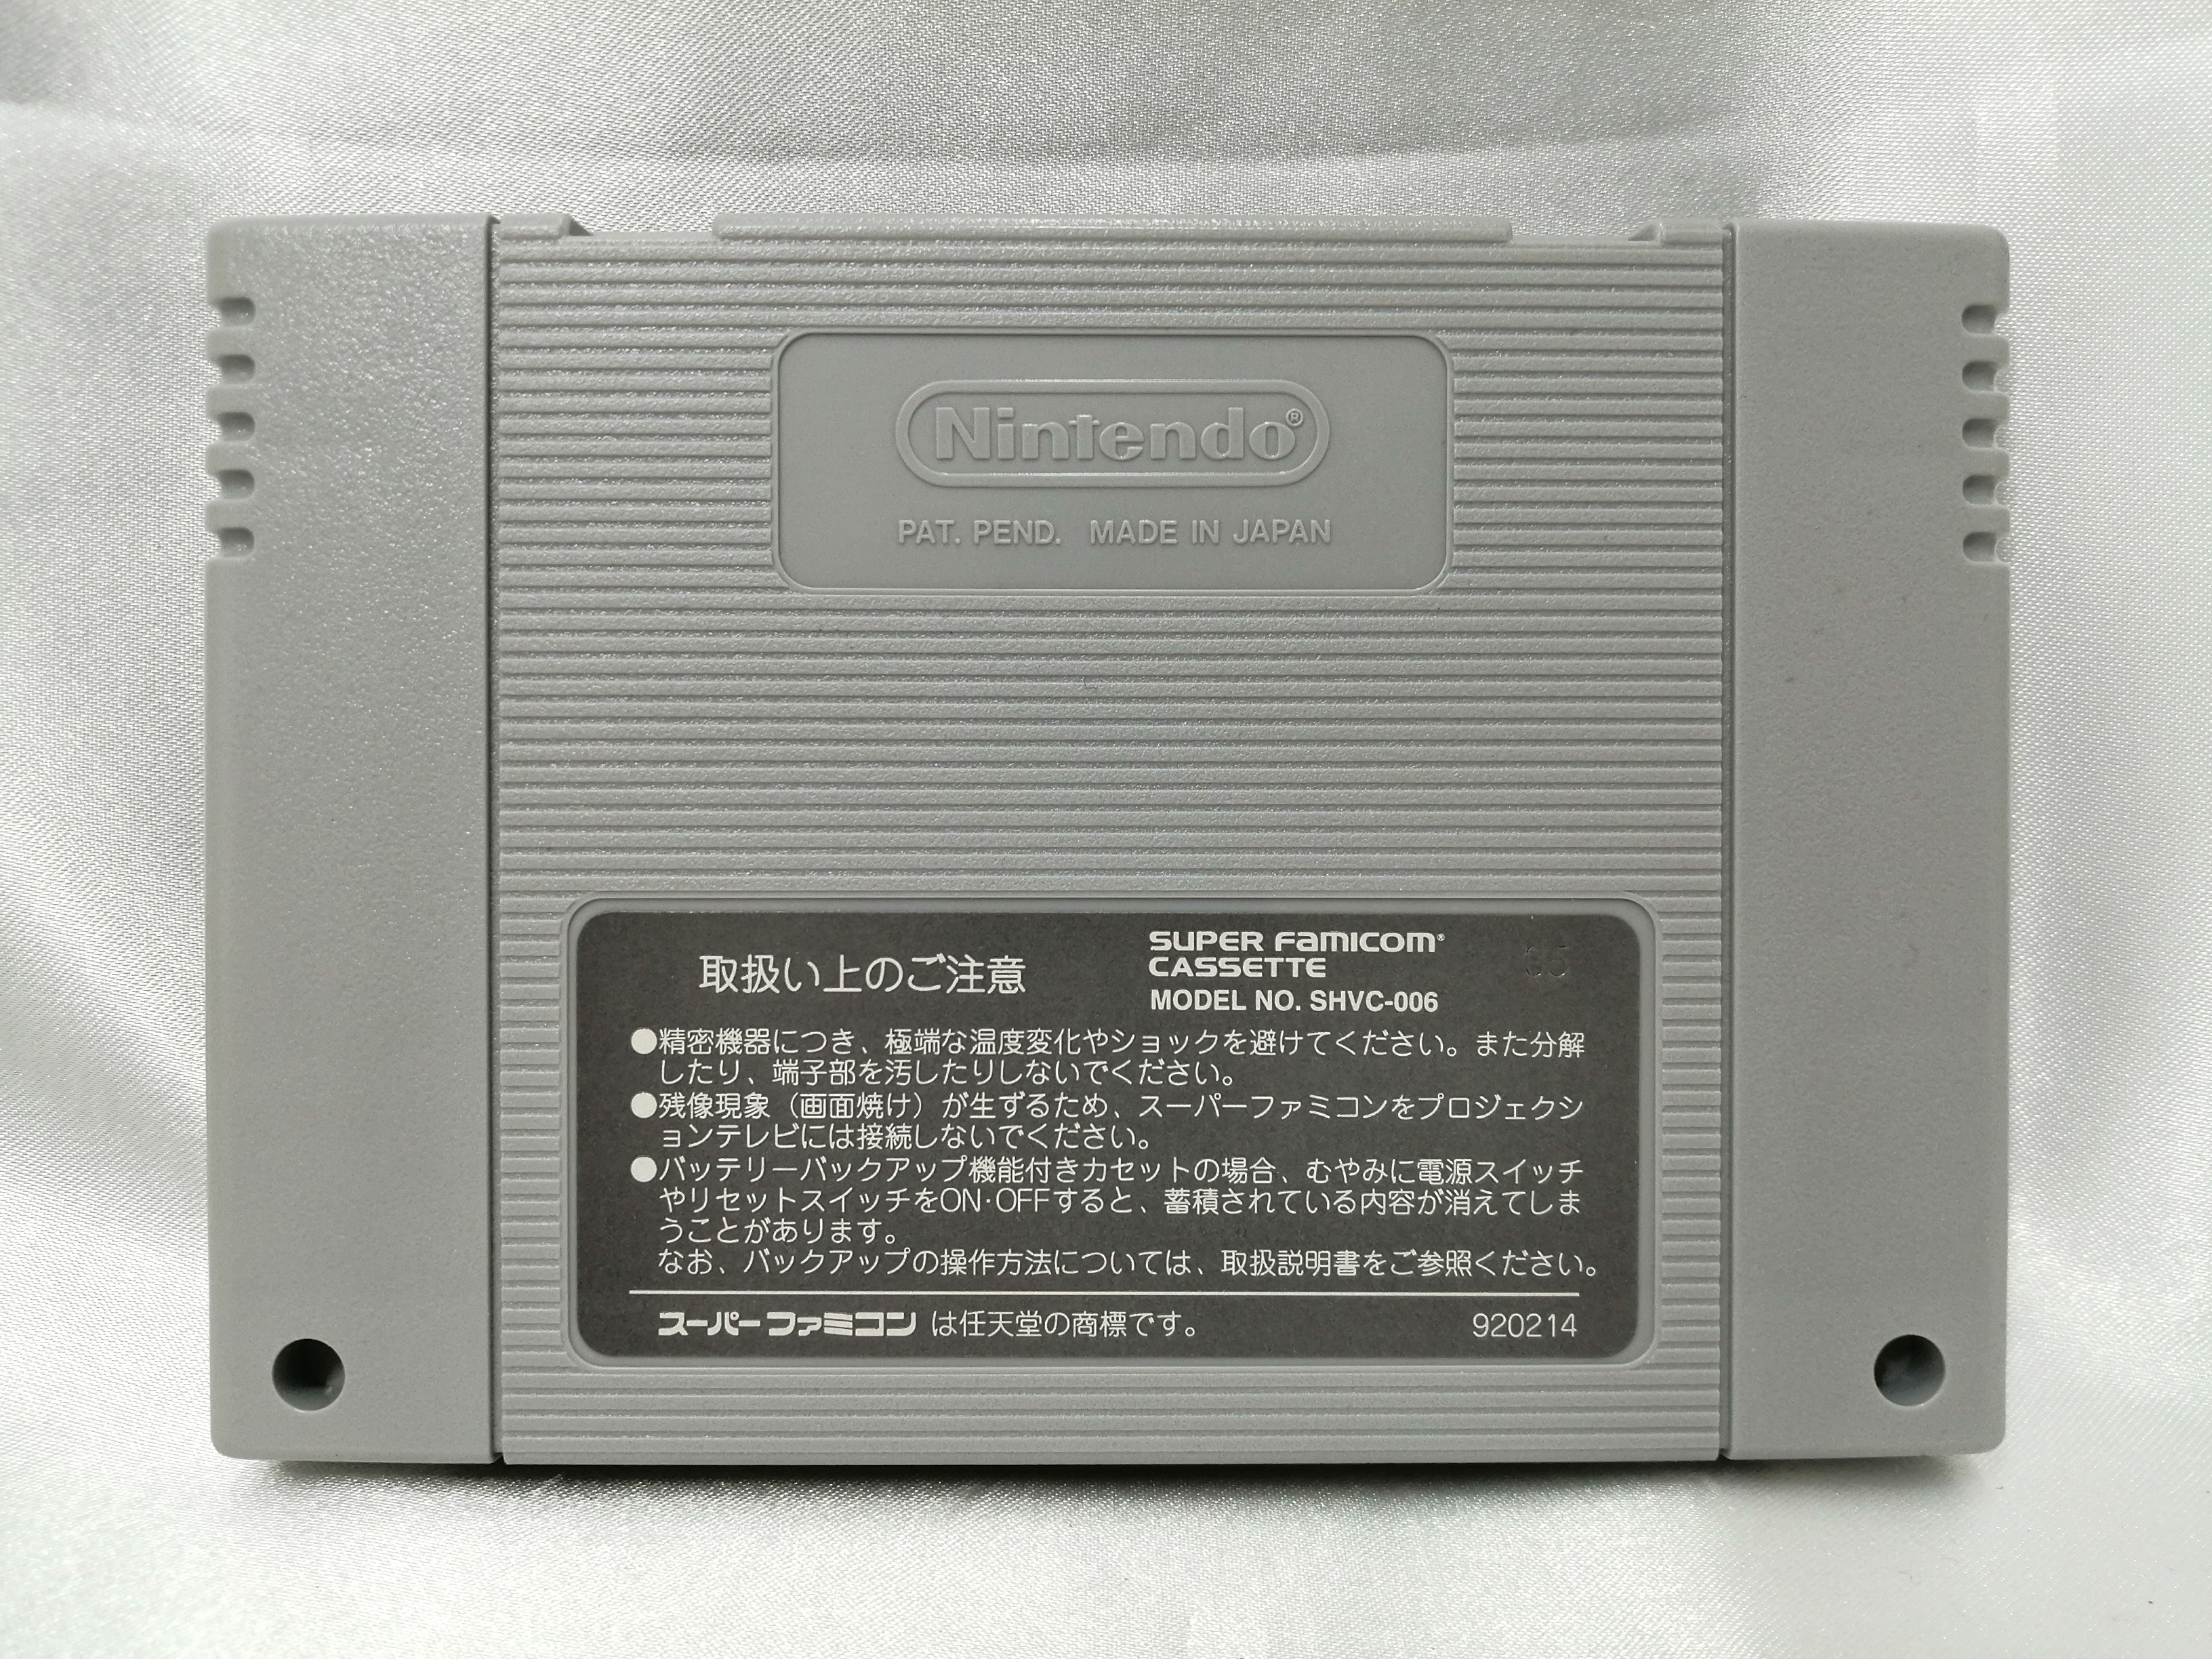 Nintendo®
PAT. PEND. MADE IN JAPAN
取扱い上のご注意
SUPER FAMICOM®
CASSETTE
MODEL NO. SHVC-006
●精密機器につき、極端な温度変化やショックを避けてください。また分解
したり、端子部を汚したりしないでください。
●残像現象（画面焼け）が生ずるため、スーパーファミコンをプロジェクシ
ョンテレビには接続しないでください。
●バッテリーバックアップ機能付きカセットの場合、むやみに電源スイッチ
やリセットスイッチをON・OFFすると、蓄積されている内容が消えてしま
うことがあります。
なお、バックアップの操作方法については、取扱説明書をご参照ください。
スーパーファミコン は任天堂の商標です。
920214